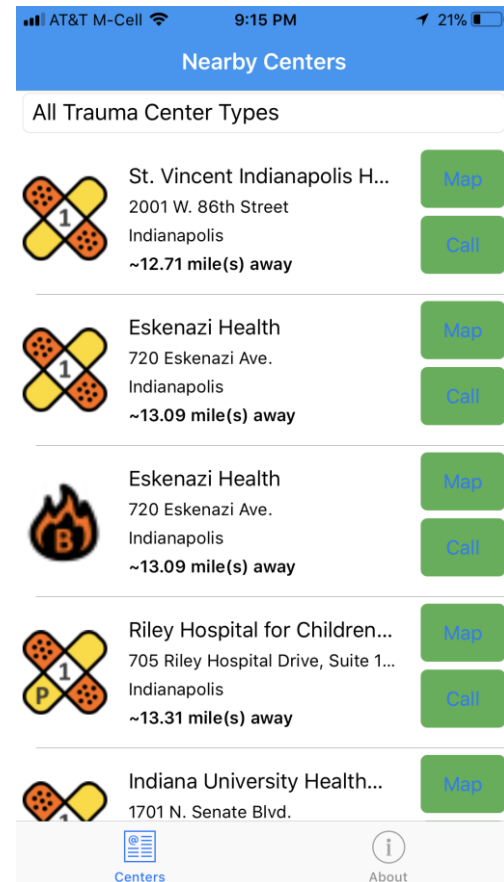 AT&T M-Cell 9:15 PM 21%
Nearby Centers
All Trauma Center Types
1
St. Vincent Indianapolis H...
2001 W. 86th Street
Indianapolis
~12.71 mile(s) away
Map
Call
1
Eskenazi Health
720 Eskenazi Ave.
Indianapolis
~13.09 mile(s) away
Map
Call
B
Eskenazi Health
720 Eskenazi Ave.
Indianapolis
~13.09 mile(s) away
Map
Call
1
P
Riley Hospital for Children...
705 Riley Hospital Drive, Suite 1...
Indianapolis
~13.31 mile(s) away
Map
Call
1
Indiana University Health...
1701 N. Senate Blvd.
Map
Centers
About